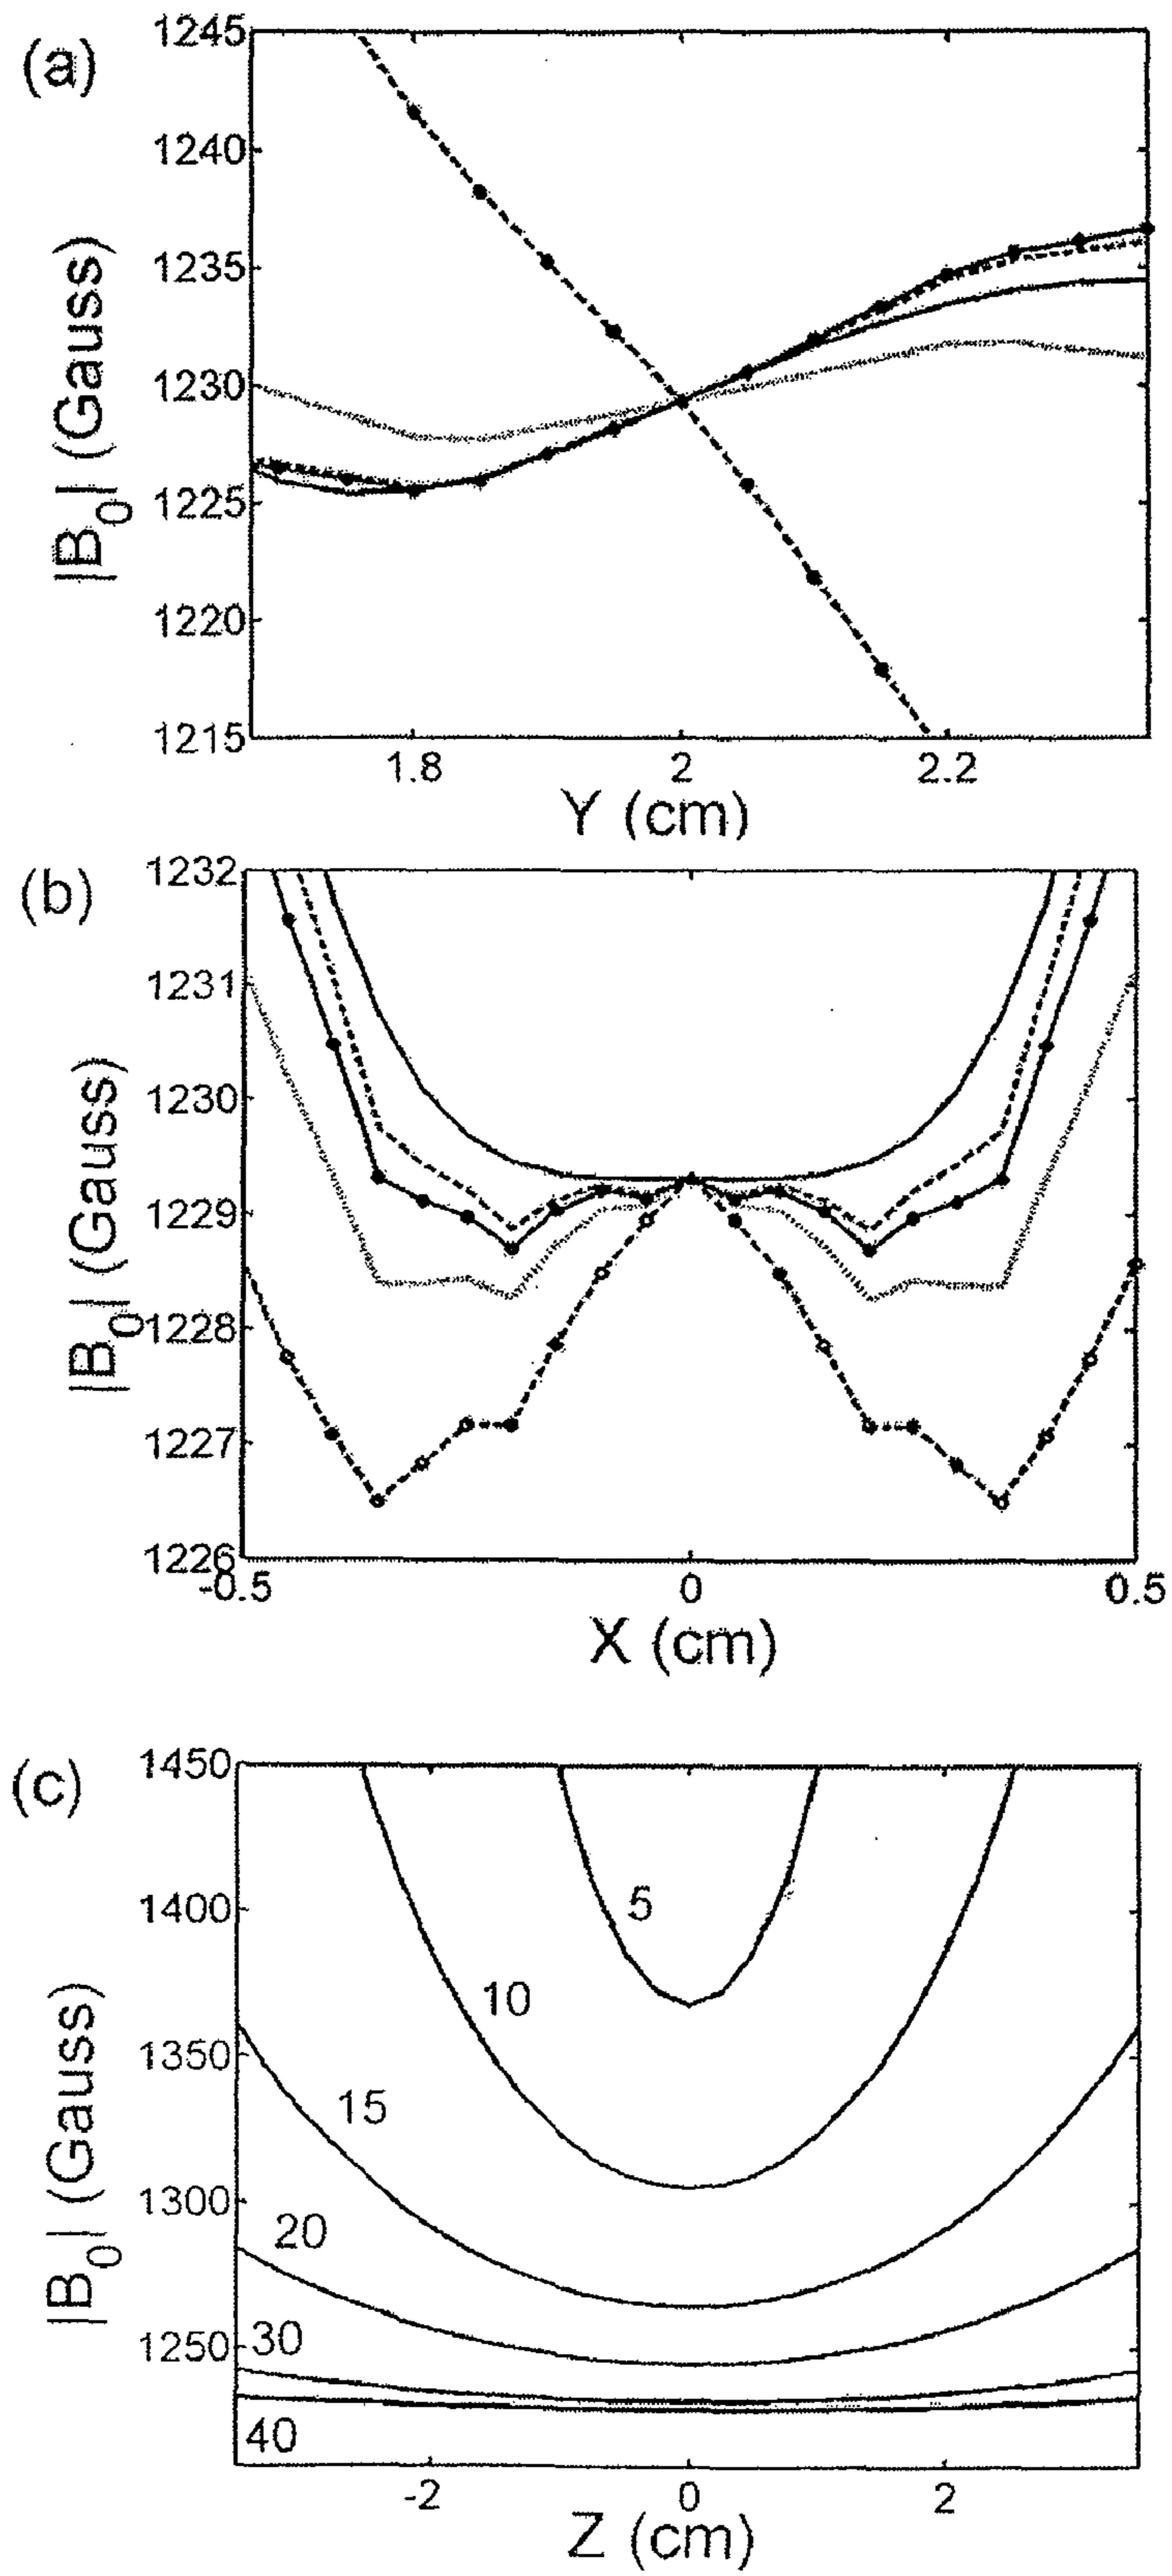 (a)
1245
1240
1235
1230
1225
1220
1215
|B0| (Gauss)
1.8 2 2.2
Y (cm)
(b)
1232
1231
1230
1229
1228
1227
1226
|B0| (Gauss)
-0.5 0 0.5
X (cm)
(c)
1450
1400
1350
1300
1250
|B0| (Gauss)
5
10
15
20
30
40
-2 0 2
Z (cm)